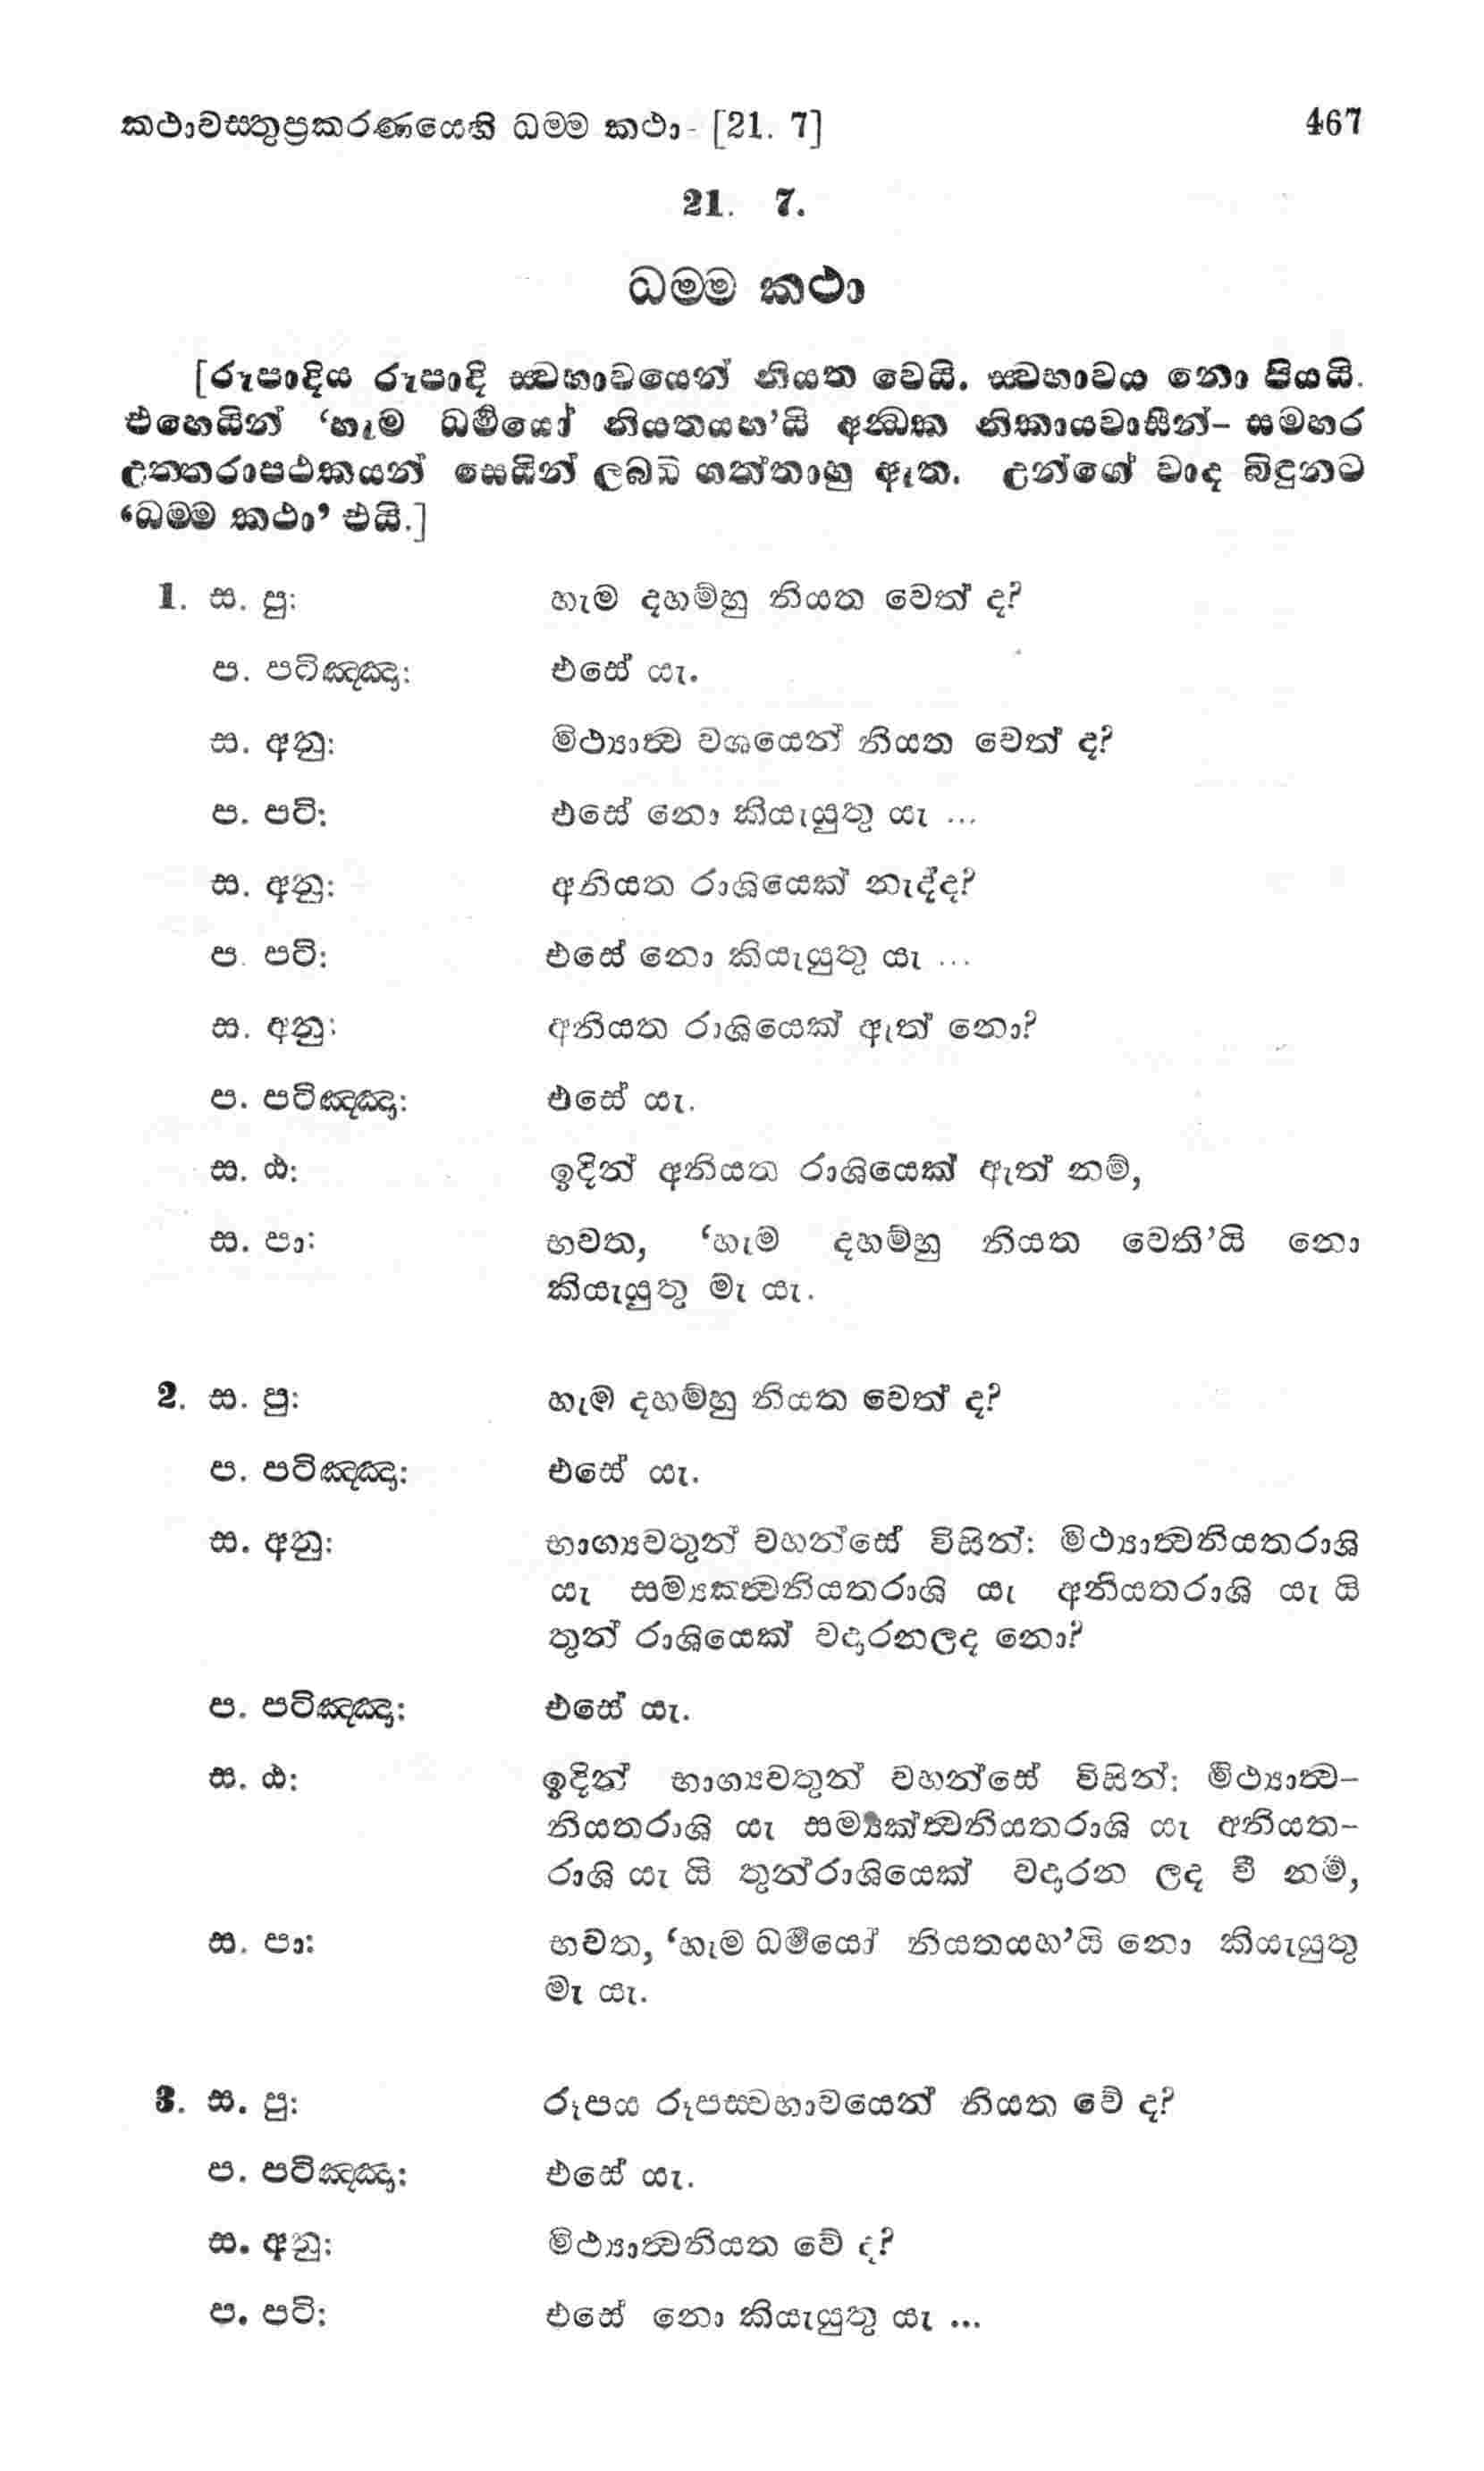 කථාවස්තුප්‍රකරණයෙහි ධම්ම කථා - [21. 7] 467
21. 7.
ධම්ම කථා
[රූපාදිය රූපාදි ස්වභාවයෙන් නියත වෙයි. ස්වභාවය නො පියයි.
එහෙයින් ‘හැම ධර්මයෝ නියතයහ’යි අන්‍ධක නිකායවාසීන්- සමහර
උත්තරාපථකයන් සෙයින් ලබ්ධි ගත්තාහු ඇත. උන්ගේ වාද බිඳුනට
‘ධම්ම කථා’ එයි.]
1. ස. පු: හැම දහම්හු නියත වෙත් ද?
ප. පටිඤ්ඤා: එසේ යැ.
ස. අනු: මිථ්‍යාත්ව වශයෙන් නියත වෙත් ද?
ප. පටි: එසේ නො කියැයුතු යැ ...
ස. අනු: අනියත රාශියෙක් නැද්ද?
ප. පටි: එසේ නො කියැයුතු යැ ...
ස. අනු: අනියත රාශියෙක් ඇත් නො?
ප. පටිඤ්ඤා: එසේ යැ.
ස. ඨ: ඉදින් අනියත රාශියෙක් ඇත් නම්,
ස. පා: භවත, ‘හැම දහම්හු නියත වෙති’යි නො
කියැයුතු මැ යැ.
2. ස. පු: හැම දහම්හු නියත වෙත් ද?
ප. පටිඤ්ඤා: එසේ යැ.
ස. අනු: භාග්‍යවතුන් වහන්සේ විසින්: මිථ්‍යාත්වනියතරාශි
යැ සම්‍යක්ත්වනියතරාශි යැ අනියතරාශි යැ යි
තුන් රාශියෙක් වදාරනලද නො?
ප. පටිඤ්ඤා: එසේ යැ.
ස. ඨ: ඉදින් භාග්‍යවතුන් වහන්සේ විසින්: මිථ්‍යාත්ව-
නියතරාශි යැ සම්‍යක්ත්වනියතරාශි යැ අනියත-
රාශි යැ යි තුන්රාශියෙක් වදාරන ලද වී නම්,
ස. පා: භවත, ‘හැම ධර්මයෝ නියතයහ’යි නො කියැයුතු
මැ යැ.
3. ස. පු: රූපය රූපස්වභාවයෙන් නියත වේ ද?
ප. පටිඤ්ඤා: එසේ යැ.
ස. අනු: මිථ්‍යාත්වනියත වේ ද?
ප. පටි: එසේ නො කියැයුතු යැ ...